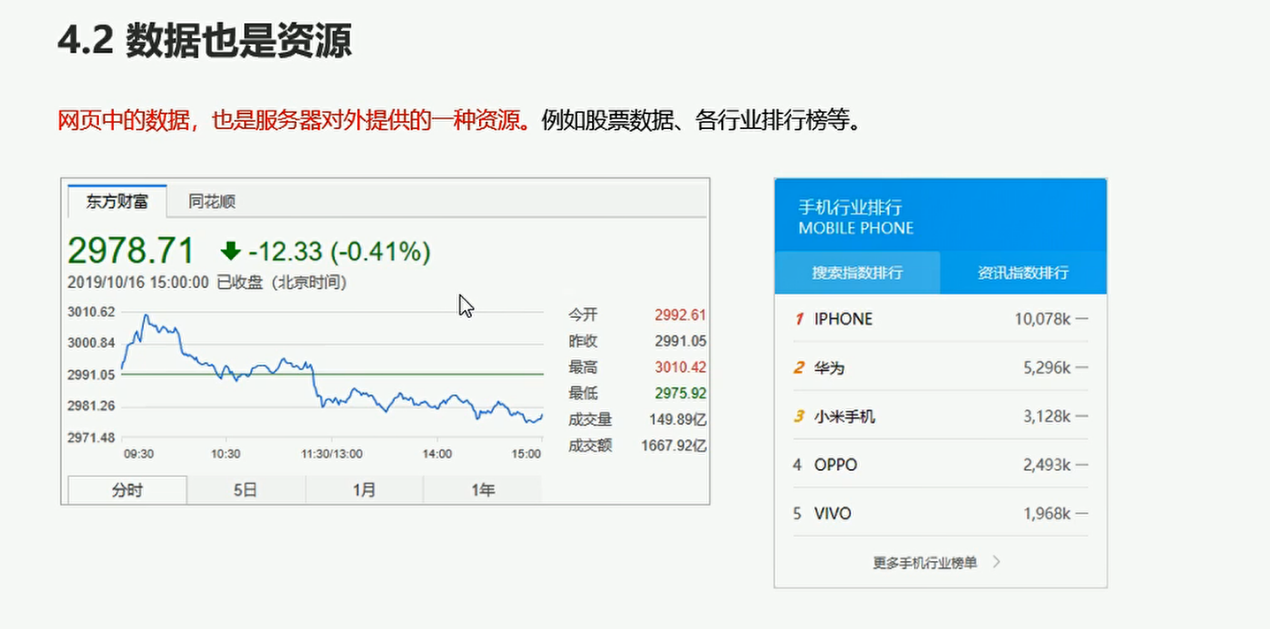 4.2 数据也是资源
网页中的数据，也是服务器对外提供的一种资源。例如股票数据、各行业排行榜等。
东方财富 同花顺
2978.71 -12.33 (-0.41%)
2019/10/16 15:00:00 已收盘（北京时间）
3010.62
3000.84
2991.05
2981.26
2971.48
09:30 10:30 11:30/13:00 14:00 15:00
今开 2992.61
昨收 2991.05
最高 3010.42
最低 2975.92
成交量 149.89亿
成交额 1667.92亿
分时 5日 1月 1年
手机行业排行
MOBILE PHONE
搜索指数排行 资讯指数排行
1 IPHONE 10,078k —
2 华为 5,296k —
3 小米手机 3,128k —
4 OPPO 2,493k —
5 VIVO 1,968k —
更多手机行业榜单 >